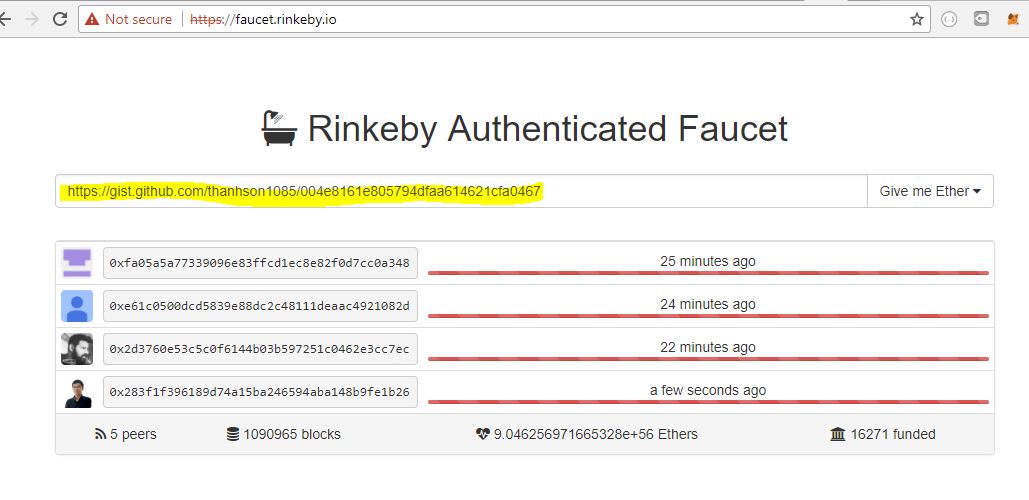 Not secure https://faucet.rinkeby.io
Rinkeby Authenticated Faucet
https://gist.github.com/thanhson1085/004e8161e805794dfaa614621cfa0467 Give me Ether
0xfa05a5a77339096e83ffcd1ec8e82f0d7cc0a348 25 minutes ago
0xe61c0500dcd5839e88dc2c48111deaac4921082d 24 minutes ago
0x2d3760e53c5c0f6144b03b597251c0462e3cc7ec 22 minutes ago
0x283f1f396189d74a15ba246594aba148b9fe1b26 a few seconds ago
5 peers 1090965 blocks 9.046256971665328e+56 Ethers 16271 funded